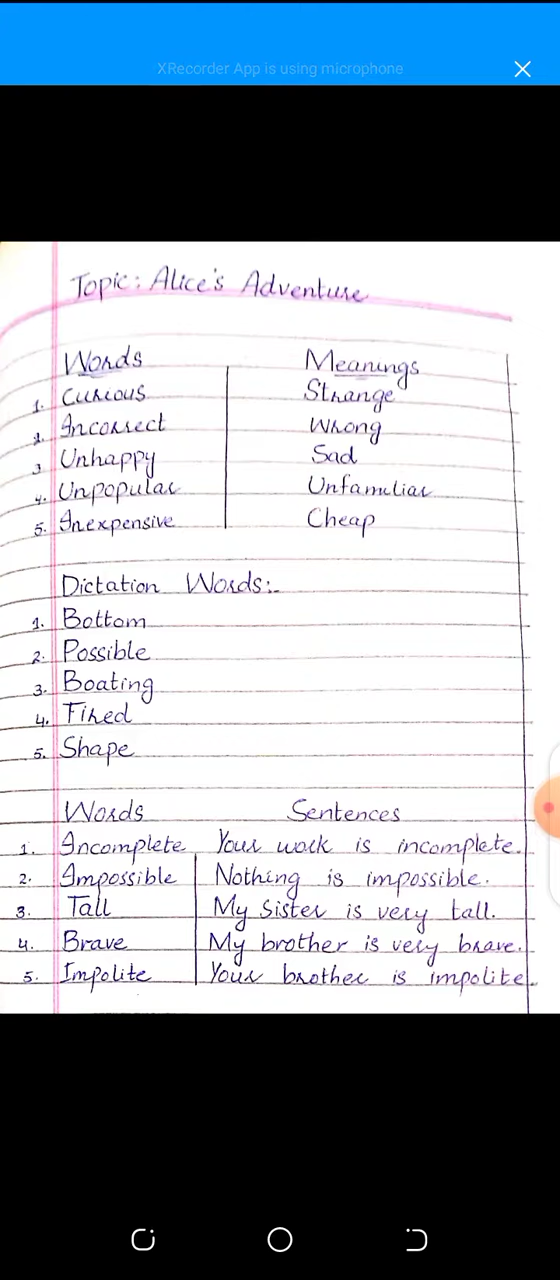 XRecorder App is using microphone
Topic: Alice's Adventure
Words Meanings
1. Curious Strange
2. Incorrect Wrong
3 Unhappy Sad
4. Unpopular Unfamiliar
5. Inexpensive Cheap
Dictation Words:-
1. Bottom
2. Possible
3. Boating
4. Fixed
5. Shape
Words Sentences
1. Incomplete Your work is incomplete.
2. Impossible Nothing is impossible.
3. Tall My Sister is very tall.
4. Brave My brother is very brave.
5. Impolite Your brother is impolite.